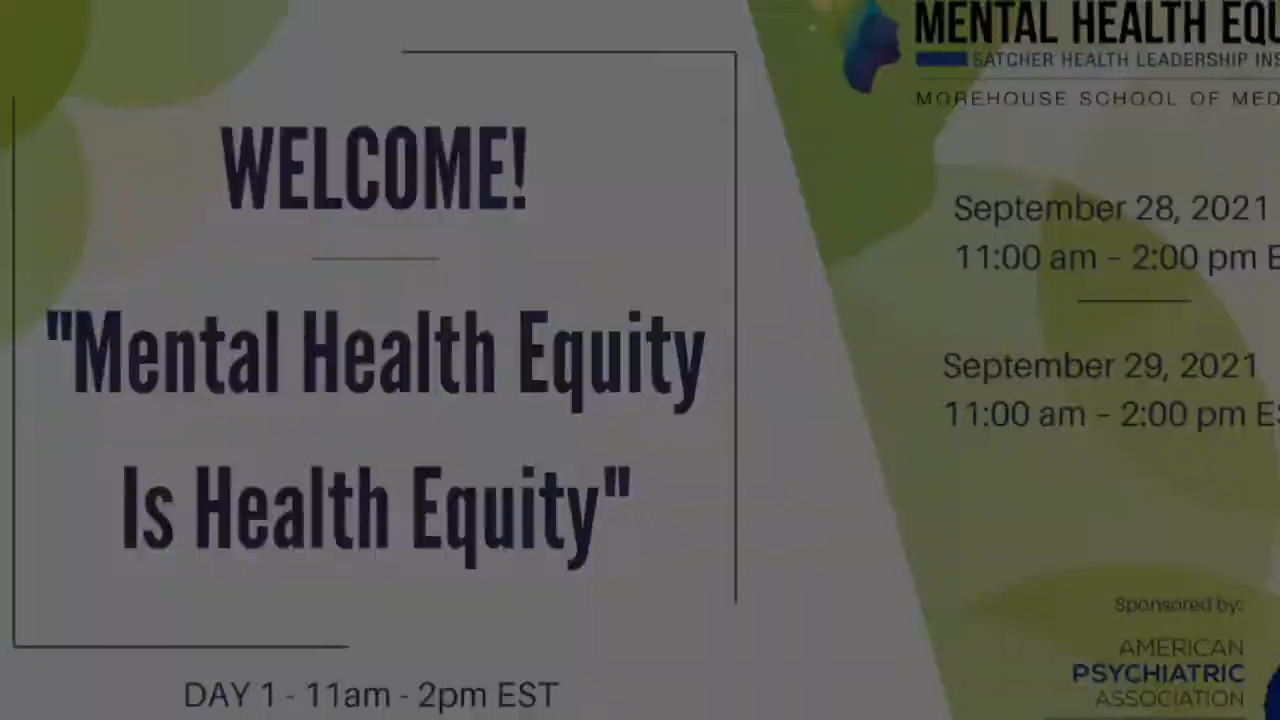 WELCOME!
"Mental Health Equity
Is Health Equity"
DAY 1 - 11am - 2pm EST
MENTAL HEALTH EQU
SATCHER HEALTH LEADERSHIP INS
MOREHOUSE SCHOOL OF MED
September 28, 2021
11:00 am – 2:00 pm E
September 29, 2021
11:00 am – 2:00 pm ES
Sponsored by:
AMERICAN
PSYCHIATRIC
ASSOCIATION